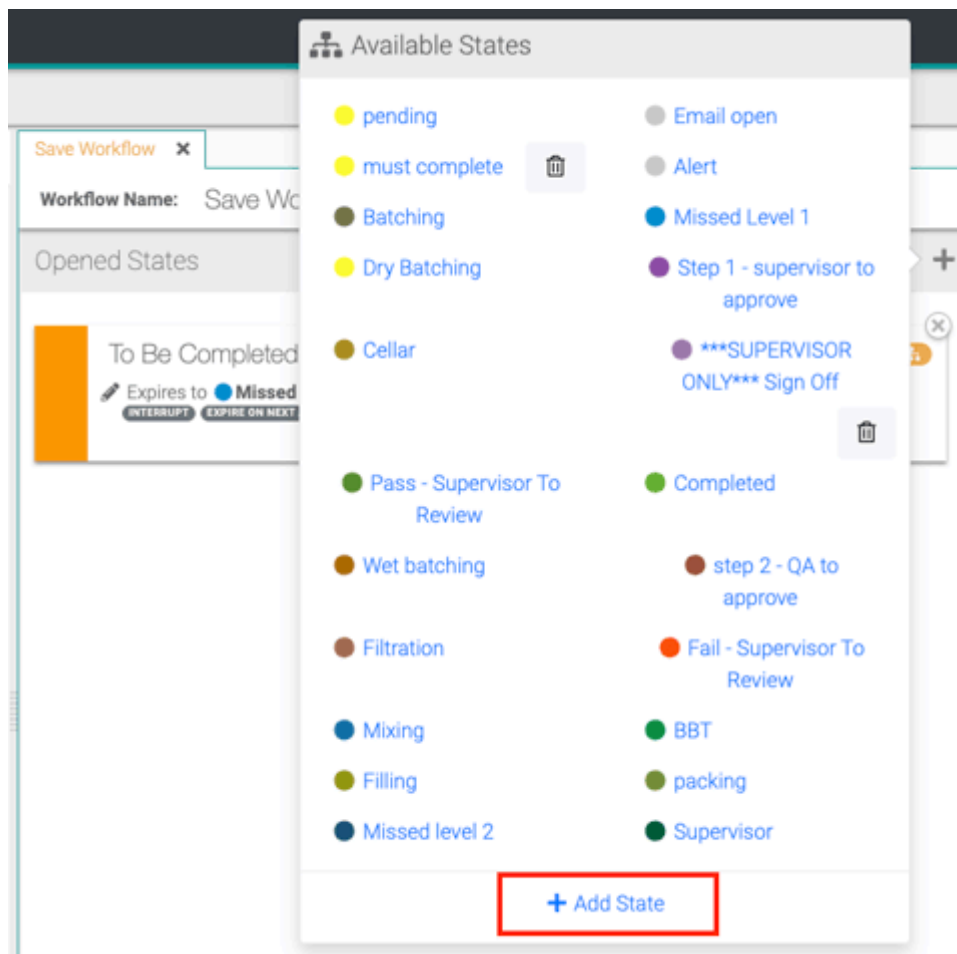 Available States
pending
Email open
must complete
Alert
Batching
Missed Level 1
Dry Batching
Step 1 - supervisor to
approve
Cellar
***SUPERVISOR
ONLY*** Sign Off
Pass - Supervisor To
Review
Completed
Wet batching
step 2 - QA to
approve
Filtration
Fail - Supervisor To
Review
Mixing
BBT
Filling
packing
Missed level 2
Supervisor
+ Add State
Save Workflow ×
Workflow Name: Save Wo
Opened States
To Be Completed
Expires to Missed
INTERRUPT EXPIRE ON NEXT